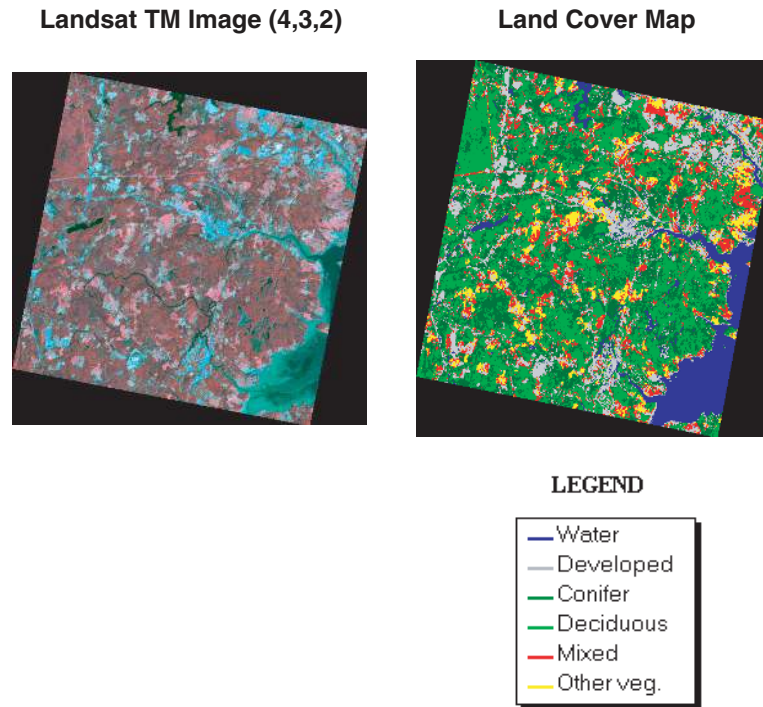 Landsat TM Image (4,3,2)
Land Cover Map
LEGEND
Water
Developed
Conifer
Deciduous
Mixed
Other veg.